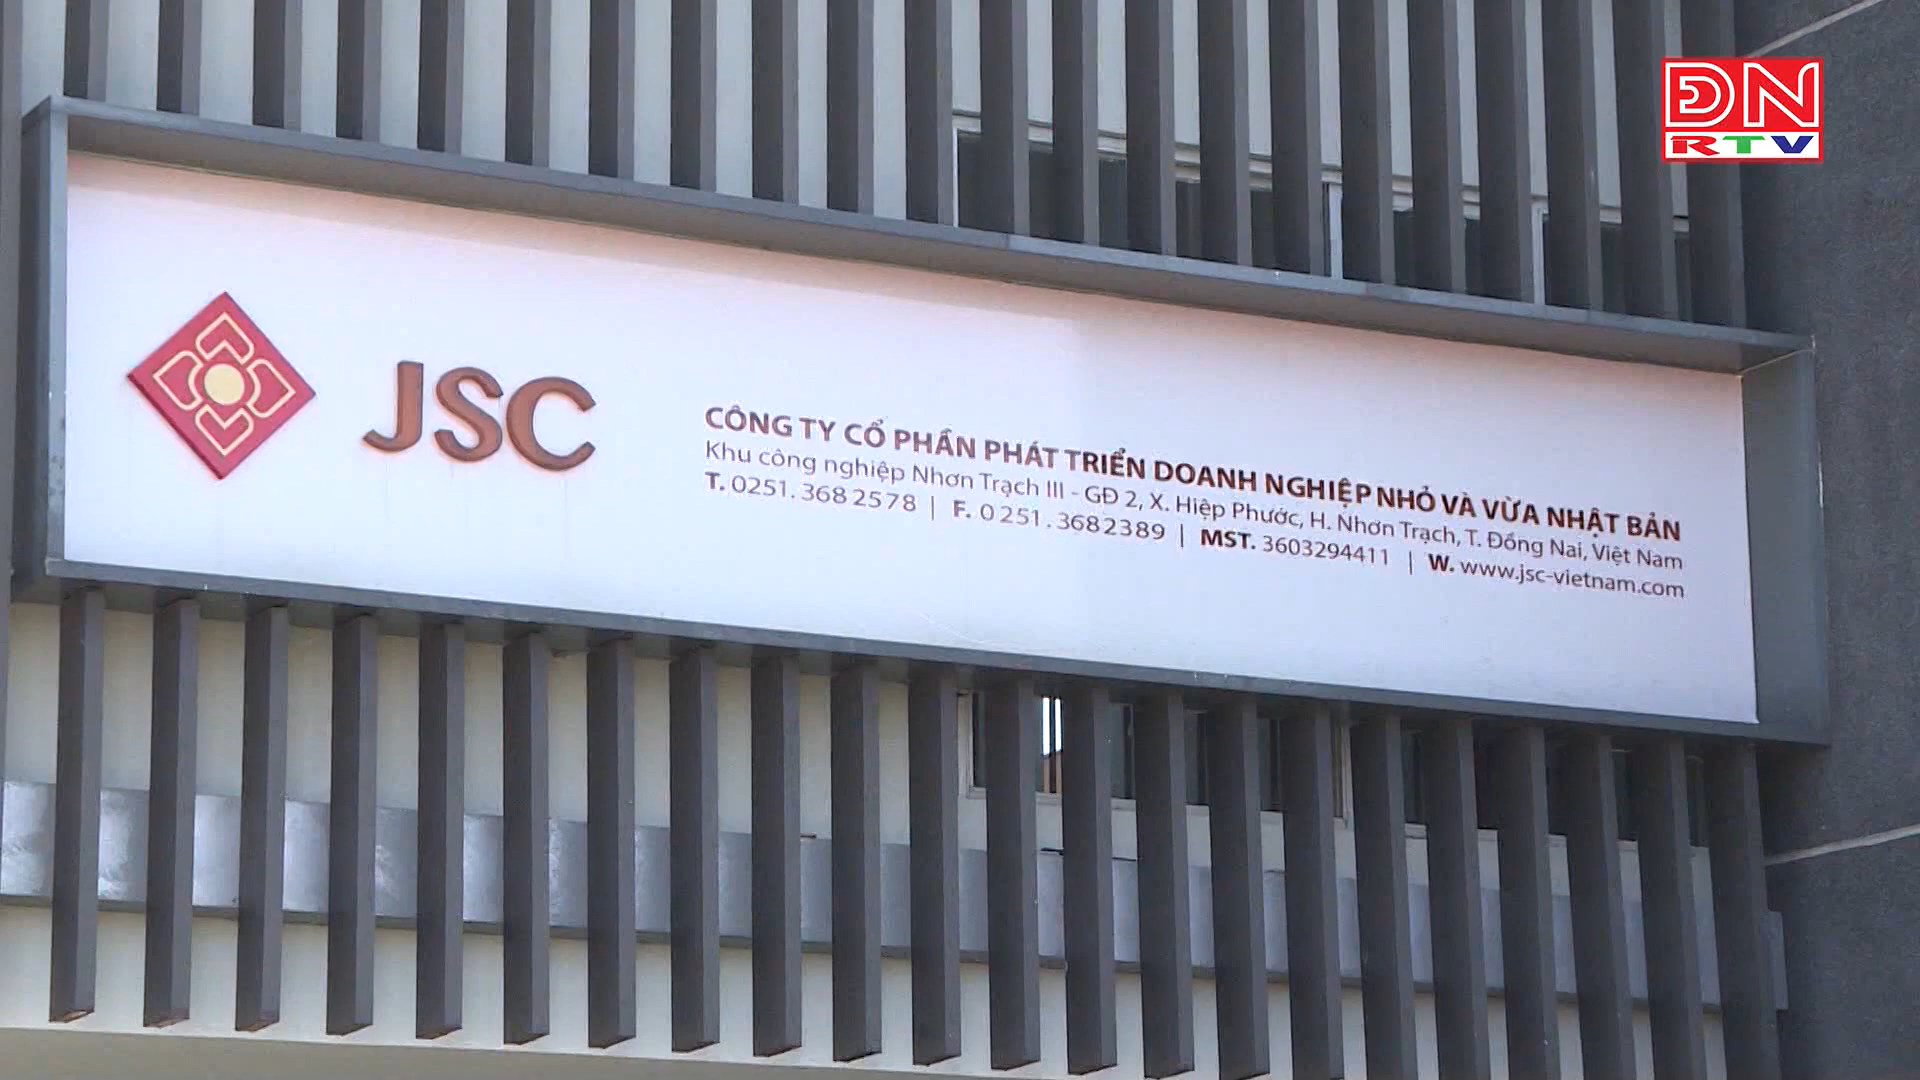 ĐN
RTV
JSC
CÔNG TY CỔ PHẦN PHÁT TRIỂN DOANH NGHIỆP NHỎ VÀ VỪA NHẬT BẢN
Khu công nghiệp Nhơn Trạch III - GĐ 2, X. Hiệp Phước, H. Nhơn Trạch, T. Đồng Nai, Việt Nam
T. 0251. 368 2578 | F. 0251. 3682389 | MST. 3603294411 | W. www.jsc-vietnam.com